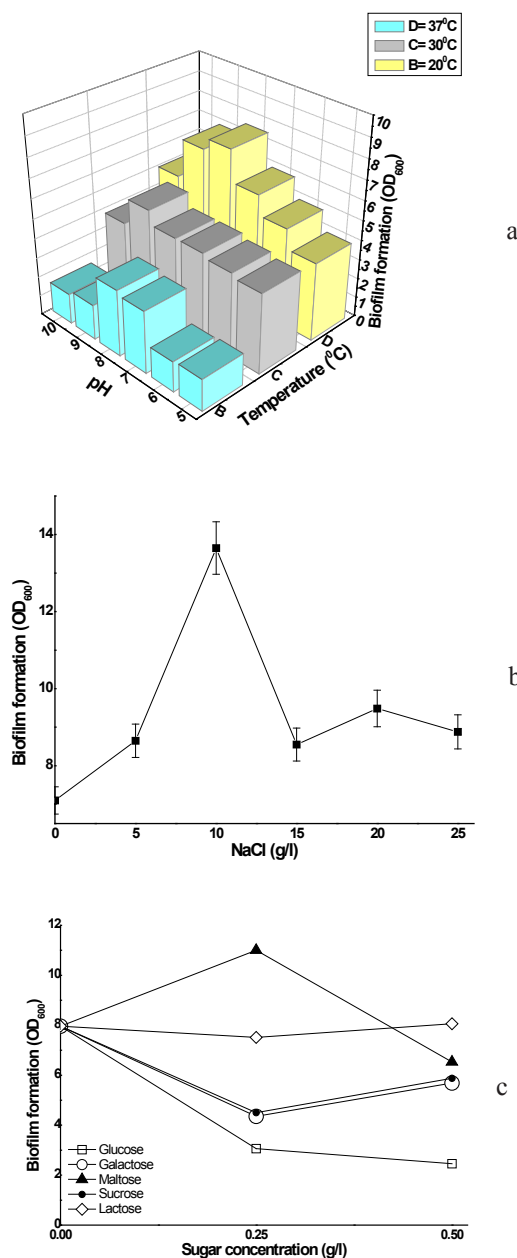 D= 37⁰C
C= 30⁰C
B= 20⁰C
10
9
8
7
6
5
4
3
2
1
0
Biofilm formation (OD₆₀₀)
a
10
9
8
7
6
5
pH
B
C
D
Temperature (⁰C)
14
12
10
8
Biofilm formation (OD₆₀₀)
b
0 5 10 15 20 25
NaCl (g/l)
12
10
8
6
4
2
0
Biofilm formation (OD₆₀₀)
c
Glucose
Galactose
Maltose
Sucrose
Lactose
0.00 0.25 0.50
Sugar concentration (g/l)